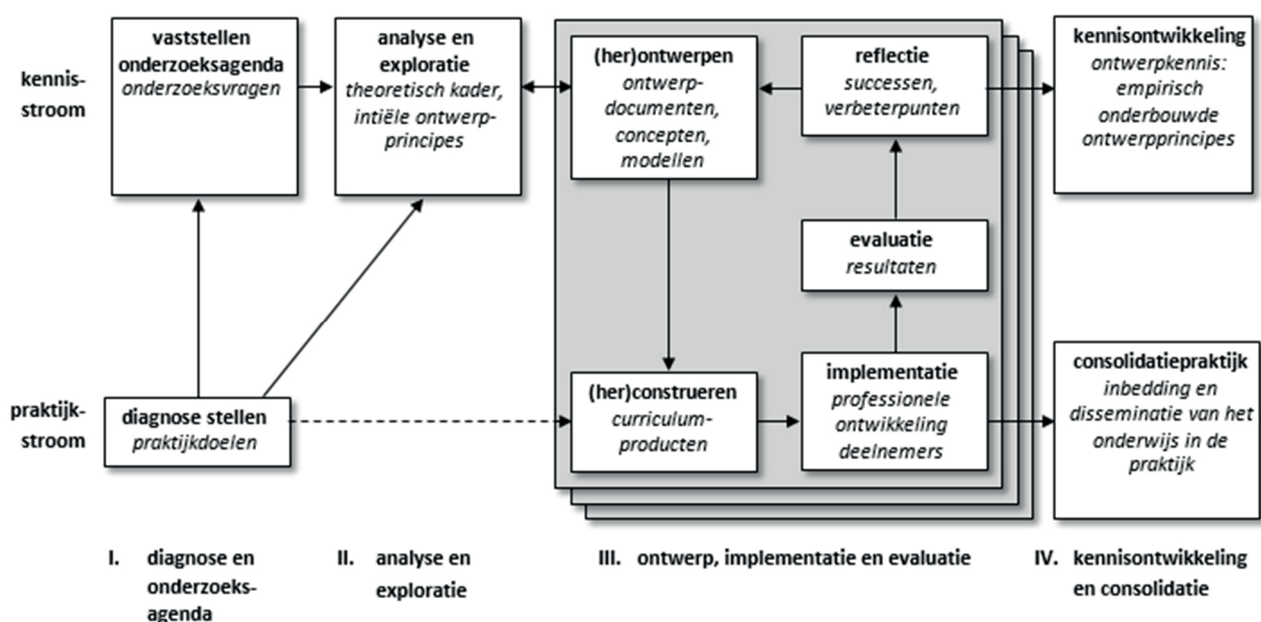 kennis-
stroom
vaststellen
onderzoeksagenda
onderzoeksvragen
analyse en
exploratie
theoretisch kader,
intiële ontwerp-
principes
(her)ontwerpen
ontwerp-
documenten,
concepten,
modellen
reflectie
successen,
verbeterpunten
kennisontwikkeling
ontwerpkennis:
empirisch
onderbouwde
ontwerpprincipes
evaluatie
resultaten
praktijk-
stroom
diagnose stellen
praktijkdoelen
(her)construeren
curriculum-
producten
implementatie
professionele
ontwikkeling
deelnemers
consolidatiepraktijk
inbedding en
disseminatie van het
onderwijs in de
praktijk
I. diagnose en
onderzoeks-
agenda
II. analyse en
exploratie
III. ontwerp, implementatie en evaluatie
IV. kennisontwikkeling
en consolidatie